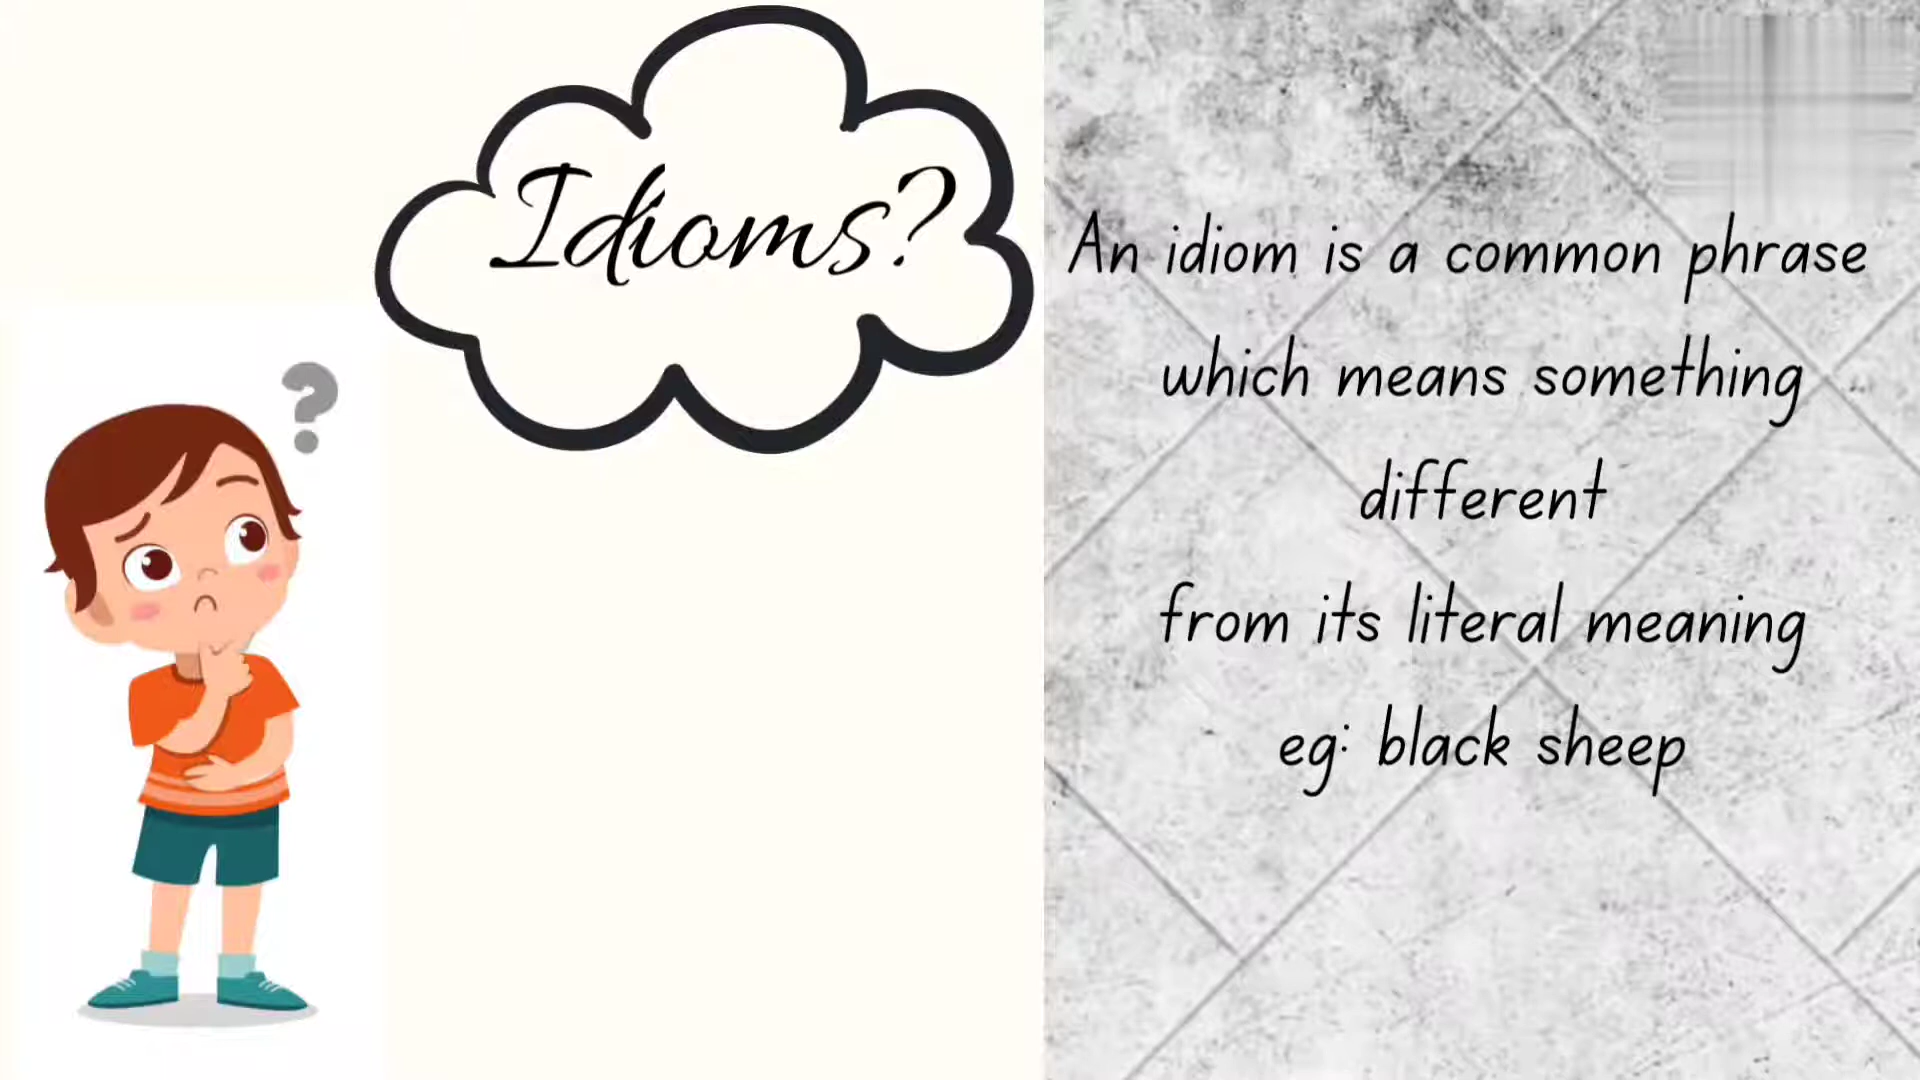 Idioms?
An idiom is a common phrase
which means something
different
from its literal meaning
eg: black sheep
?